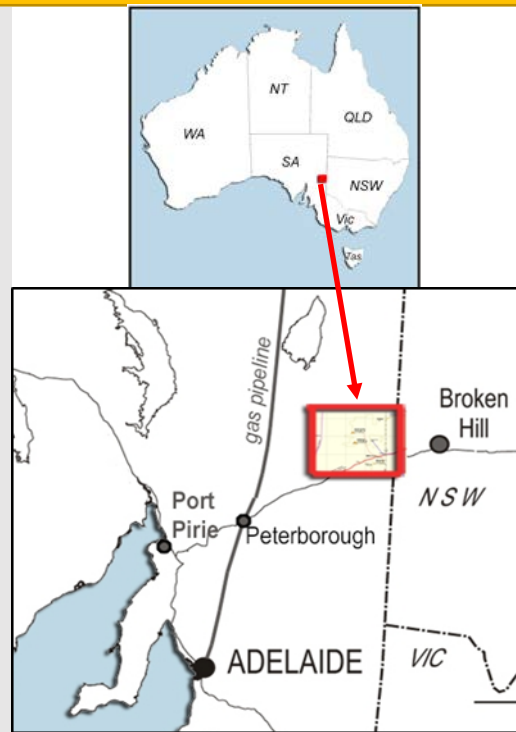 NT
QLD
WA
SA
NSW
Vic
Tas.
gas pipeline
Broken
Hill
NSW
Port
Pirie
Peterborough
ADELAIDE
VIC